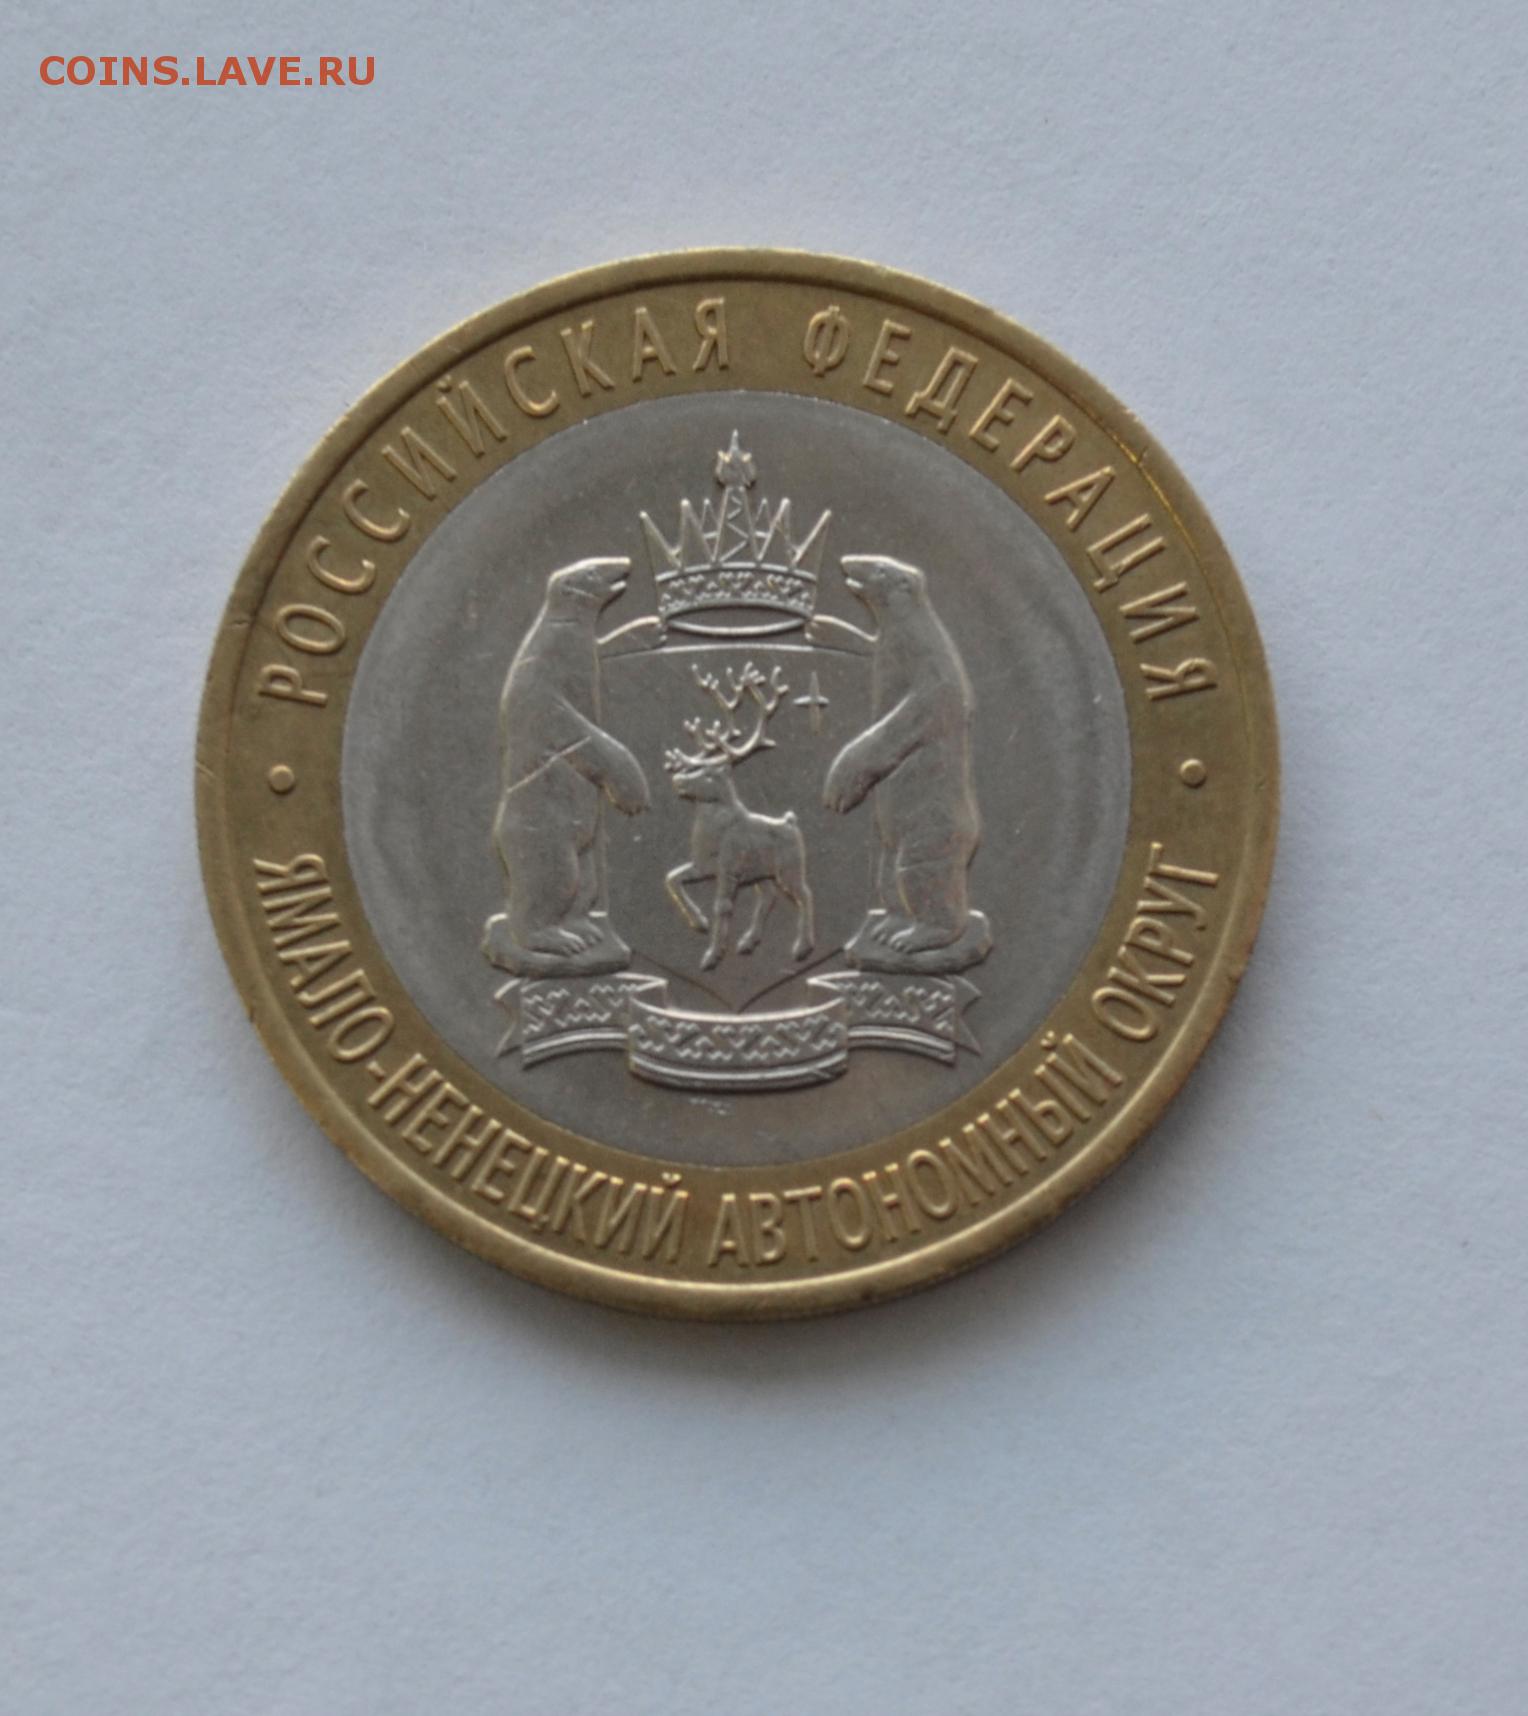 COINS.LAVE.RU
РОССИЙСКАЯ ФЕДЕРАЦИЯ
ЯМАЛО-НЕНЕЦКИЙ АВТОНОМНЫЙ ОКРУГ